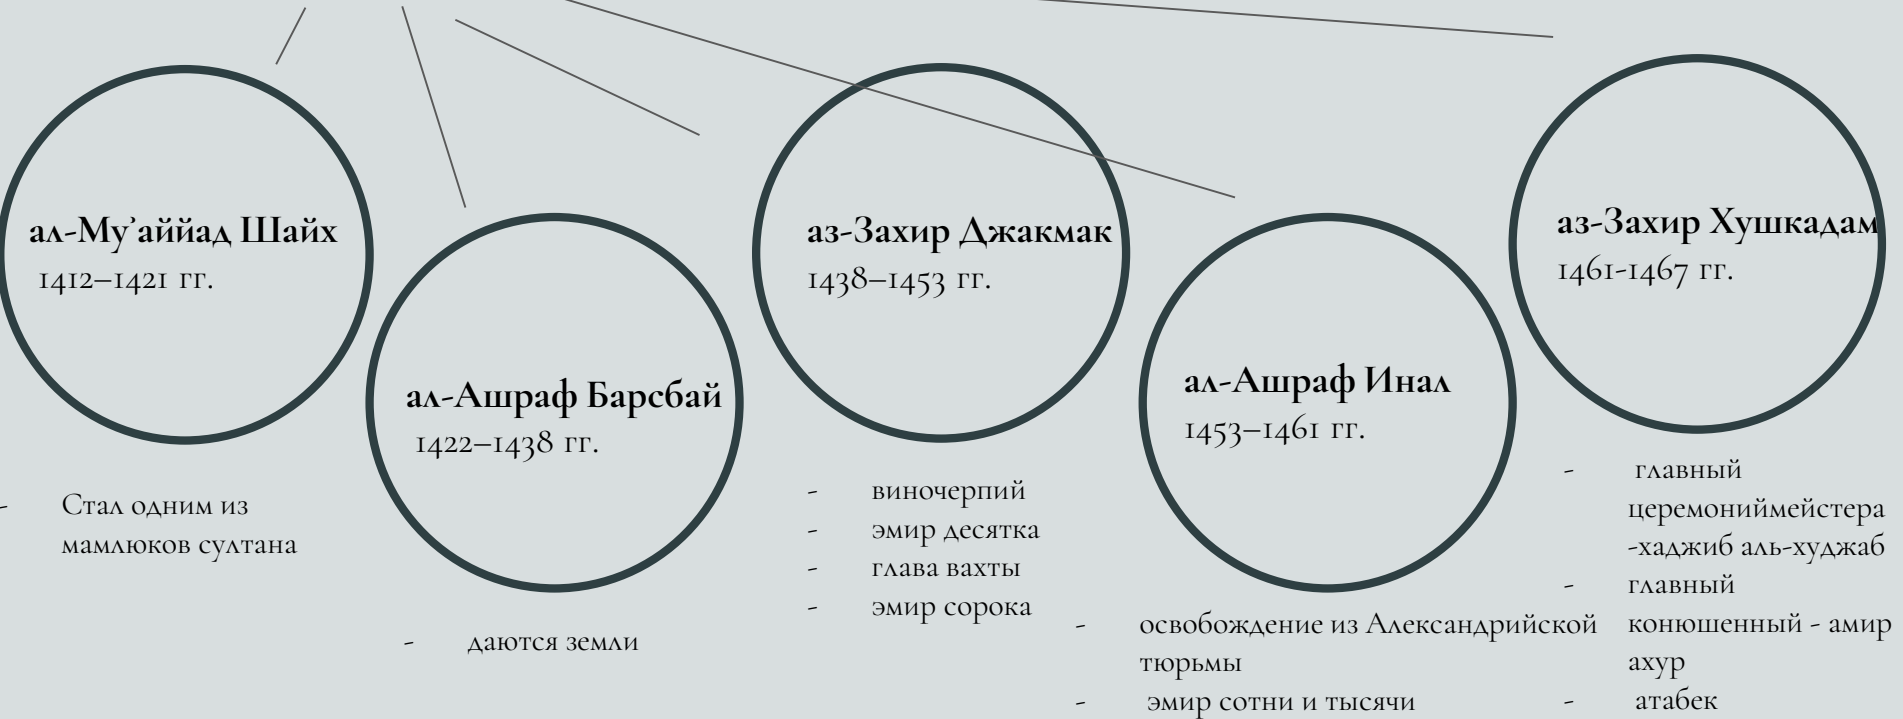 ал-Му’аййад Шайх
1412–1421 гг.
- Стал одним из
мамлюков султана
ал-Ашраф Барсбай
1422–1438 гг.
- даются земли
аз-Захир Джакмак
1438–1453 гг.
- виночерпий
- эмир десятка
- глава вахты
- эмир сорока
ал-Ашраф Инал
1453–1461 гг.
- освобождение из Александрийской
тюрьмы
- эмир сотни и тысячи
аз-Захир Хушкадам
1461-1467 гг.
- главный
церемониймейстера
-хаджиб аль-худжаб
- главный
конюшенный - амир
ахур
- атабек